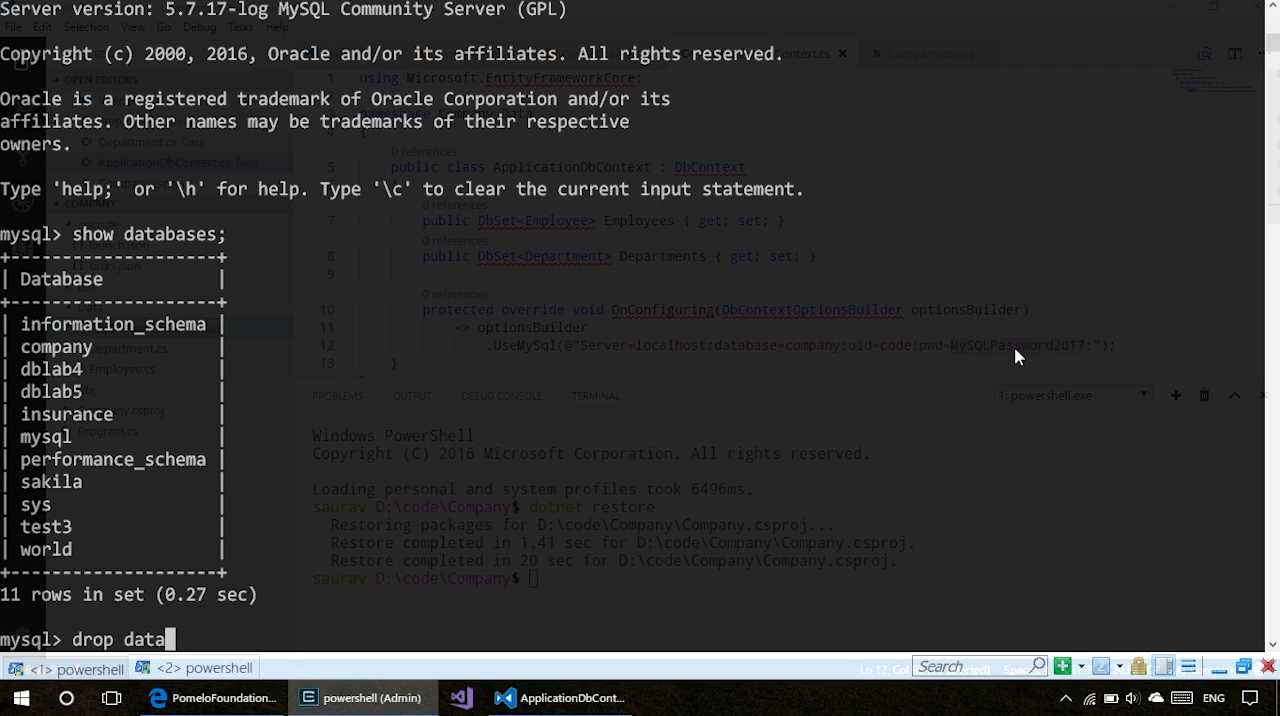 Server version: 5.7.17-log MySQL Community Server (GPL)
File Edit Selection View Go Debug Tasks Help
Copyright (c) 2000, 2016, Oracle and/or its affiliates. All rights reserved.
Oracle is a registered trademark of Oracle Corporation and/or its
affiliates. Other names may be trademarks of their respective
owners.
Type 'help;' or '\h' for help. Type '\c' to clear the current input statement.
mysql> show databases;
| Database |
| information_schema |
| company |
| dblab4 |
| dblab5 |
| insurance |
| mysql |
| performance_schema |
| sakila |
| sys |
| test3 |
| world |
11 rows in set (0.27 sec)
mysql> drop data
OPEN EDITORS
Department.cs Data
ApplicationDbContext.cs Data
COMPANY
launch.json
tasks.json
Data
Department.cs
Employee.cs
Program.cs
Context.cs
Company.csproj
1 using Microsoft.EntityFrameworkCore;
0 references
5 public class ApplicationDbContext : DbContext
0 references
7 public DbSet<Employee> Employees { get; set; }
0 references
8 public DbSet<Department> Departments { get; set; }
9
0 references
10 protected override void OnConfiguring(DbContextOptionsBuilder optionsBuilder)
11 => optionsBuilder
12 .UseMySql(@"Server=localhost;database=company;uid=code;pwd=MySQLPassword2017;");
13 }
PROBLEMS OUTPUT DEBUG CONSOLE TERMINAL 1: powershell.exe
Windows PowerShell
Copyright (C) 2016 Microsoft Corporation. All rights reserved.
Loading personal and system profiles took 6496ms.
saurav D:\code\Company$ dotnet restore
Restoring packages for D:\code\Company\Company.csproj...
Restore completed in 1.41 sec for D:\code\Company\Company.csproj.
Restore completed in 20 sec for D:\code\Company\Company.csproj.
saurav D:\code\Company$
<1> powershell <2> powershell Search
PomeloFoundation... powershell (Admin) ApplicationDbCont... ENG